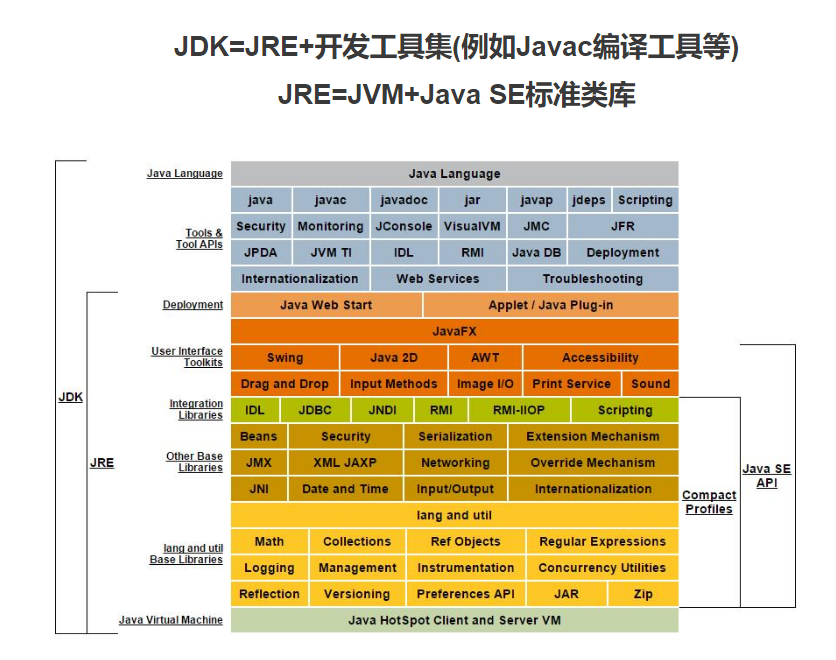 JDK=JRE+开发工具集(例如Javac编译工具等)
JRE=JVM+Java SE标准类库
Java Language
Java Language
java javac javadoc jar javap jdeps Scripting
Tools &
Tool APIs
Security Monitoring JConsole VisualVM JMC JFR
JPDA JVM TI IDL RMI Java DB Deployment
Internationalization Web Services Troubleshooting
Deployment
Java Web Start Applet / Java Plug-in
JavaFX
User Interface
Toolkits
Swing Java 2D AWT Accessibility
Drag and Drop Input Methods Image I/O Print Service Sound
Integration
Libraries
IDL JDBC JNDI RMI RMI-IIOP Scripting
Other Base
Libraries
Beans Security Serialization Extension Mechanism
JMX XML JAXP Networking Override Mechanism
JNI Date and Time Input/Output Internationalization
lang and util
lang and util
Base Libraries
Math Collections Ref Objects Regular Expressions
Logging Management Instrumentation Concurrency Utilities
Reflection Versioning Preferences API JAR Zip
Java Virtual Machine
Java HotSpot Client and Server VM
JDK
JRE
Compact
Profiles
Java SE
API